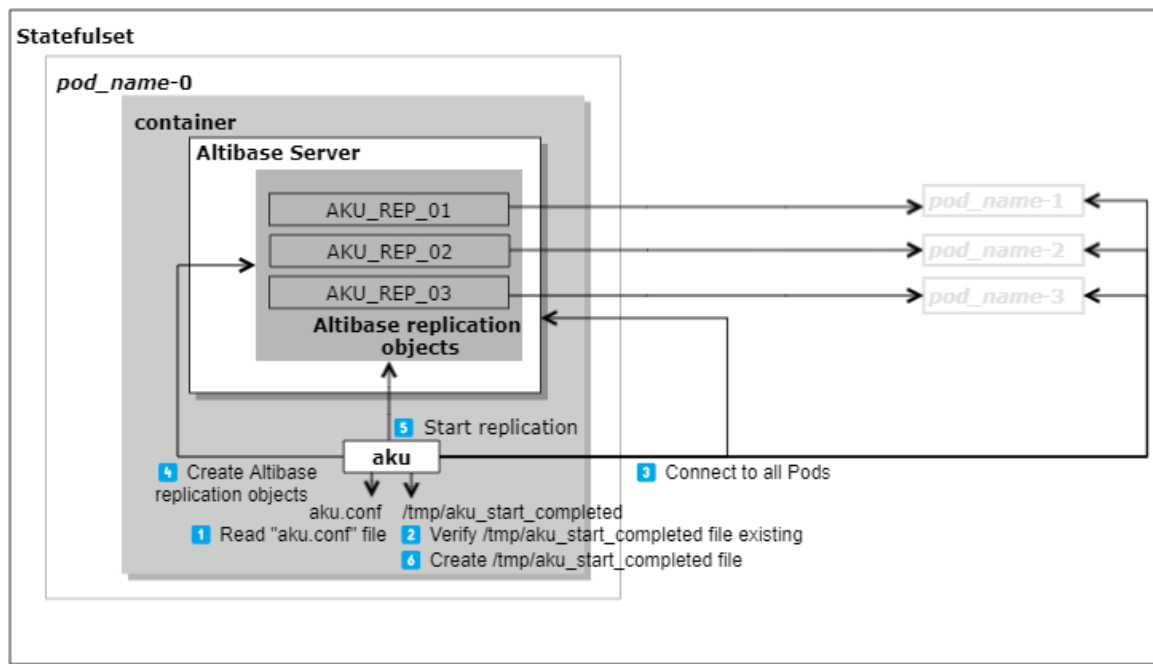 Statefulset
pod_name-0
container
Altibase Server
AKU_REP_01
pod_name-1
AKU_REP_02
pod_name-2
AKU_REP_03
pod_name-3
Altibase replication
objects
5 Start replication
aku
4 Create Altibase
replication objects
3 Connect to all Pods
aku.conf
/tmp/aku_start_completed
1 Read "aku.conf" file
2 Verify /tmp/aku_start_completed file existing
6 Create /tmp/aku_start_completed file